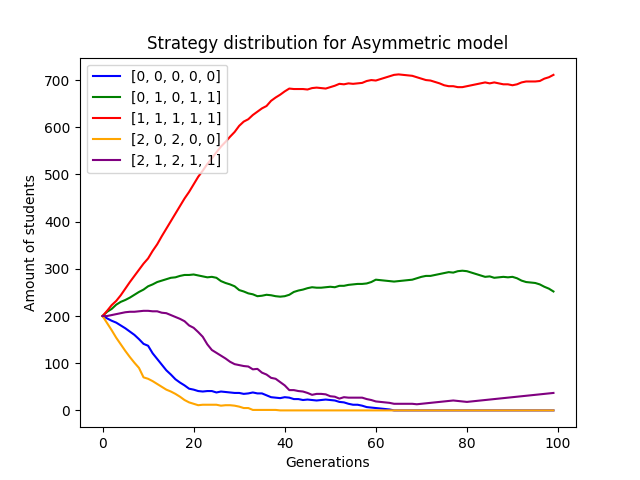 Strategy distribution for Asymmetric model
[0, 0, 0, 0, 0]
[0, 1, 0, 1, 1]
[1, 1, 1, 1, 1]
[2, 0, 2, 0, 0]
[2, 1, 2, 1, 1]
700
600
500
400
300
200
100
0
Amount of students
0 20 40 60 80 100
Generations